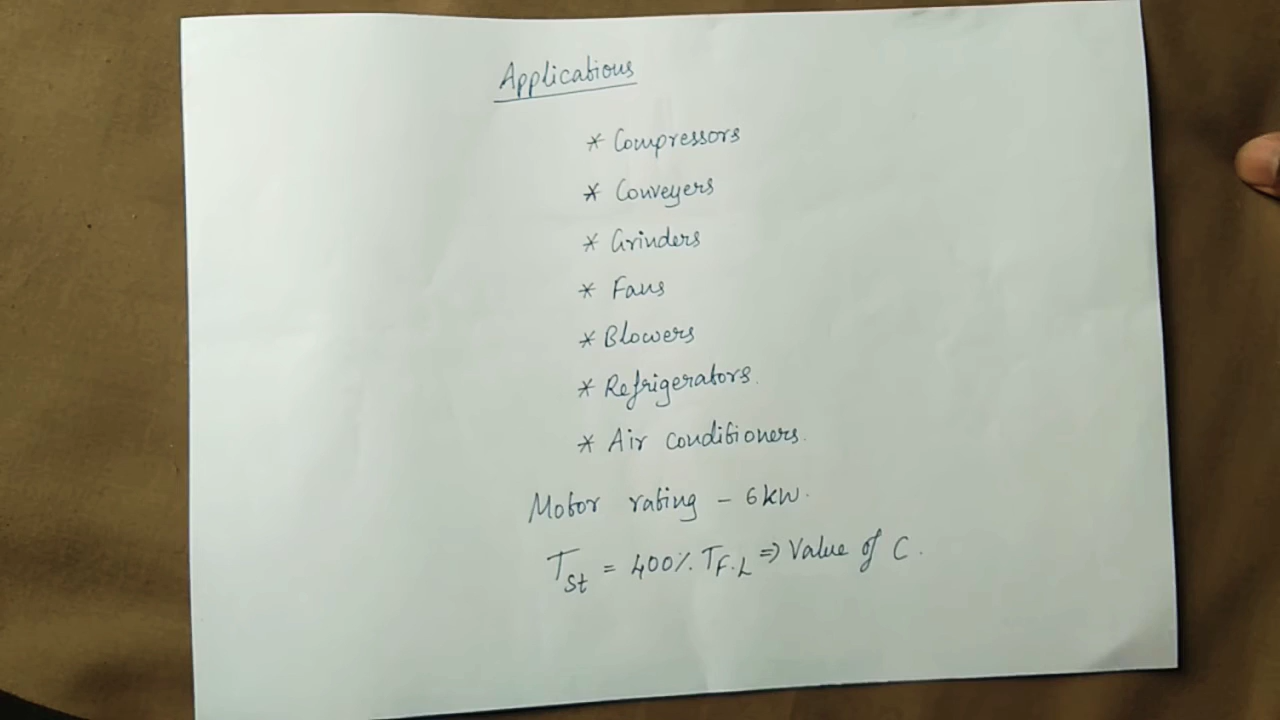 Applications
* Compressors
* Conveyers
* Grinders
* Fans
* Blowers
* Refrigerators.
* Air conditioners.
Motor rating - 6kW.
Tst = 400% TF.L ⇒ Value of C.